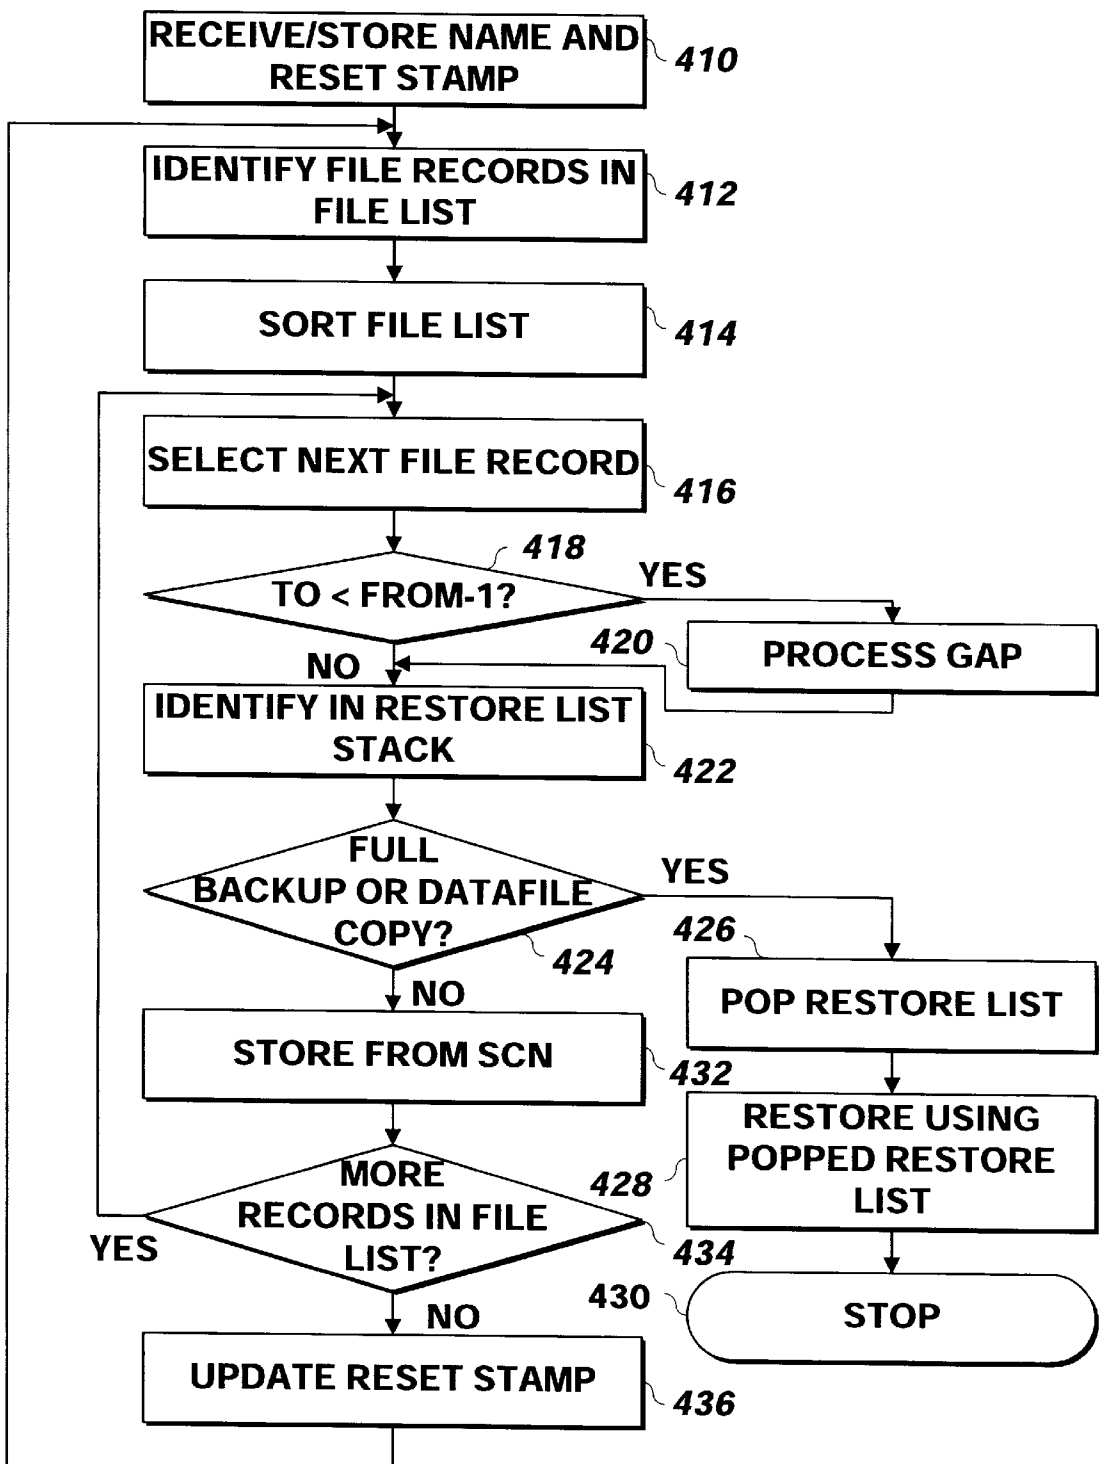 RECEIVE/STORE NAME AND
RESET STAMP
410
IDENTIFY FILE RECORDS IN
FILE LIST
412
SORT FILE LIST
414
SELECT NEXT FILE RECORD
416
418
TO < FROM-1?
YES
420
PROCESS GAP
NO
IDENTIFY IN RESTORE LIST
STACK
422
FULL
BACKUP OR DATAFILE
COPY?
YES
424
426
POP RESTORE LIST
NO
STORE FROM SCN
432
RESTORE USING
POPPED RESTORE
LIST
428
MORE
RECORDS IN FILE
LIST?
434
YES
430
STOP
NO
UPDATE RESET STAMP
436